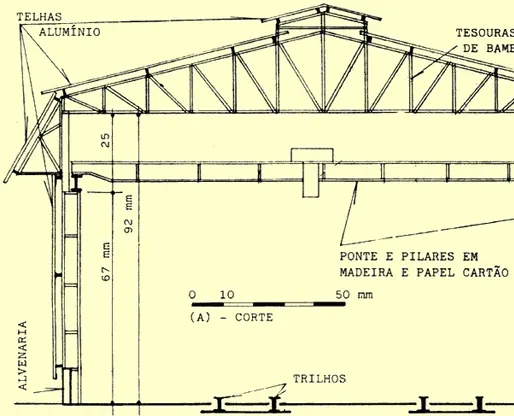 TELHAS
ALUMÍNIO
TESOURAS
DE BAMB
25
92 mm
67 mm
PONTE E PILARES EM
MADEIRA E PAPEL CARTÃO
0 10 50 mm
(A) - CORTE
ALVENARIA
TRILHOS